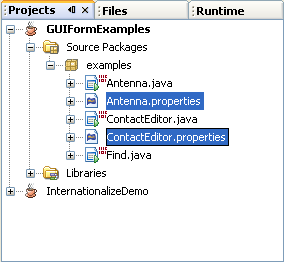 Projects Files Runtime
GUIFormExamples
Source Packages
examples
Antenna.java
Antenna.properties
ContactEditor.java
ContactEditor.properties
Find.java
Libraries
InternationalizeDemo